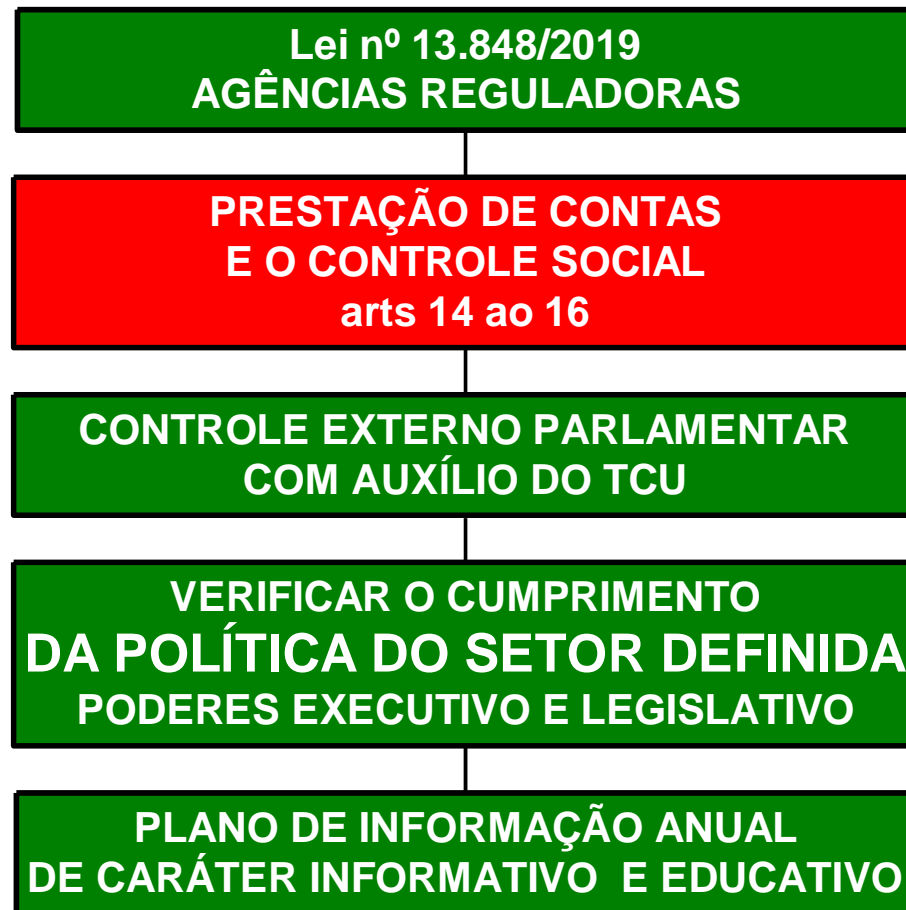 Lei nº 13.848/2019
AGÊNCIAS REGULADORAS
PRESTAÇÃO DE CONTAS
E O CONTROLE SOCIAL
arts 14 ao 16
CONTROLE EXTERNO PARLAMENTAR
COM AUXÍLIO DO TCU
VERIFICAR O CUMPRIMENTO
DA POLÍTICA DO SETOR DEFINIDA
PODERES EXECUTIVO E LEGISLATIVO
PLANO DE INFORMAÇÃO ANUAL
DE CARÁTER INFORMATIVO E EDUCATIVO